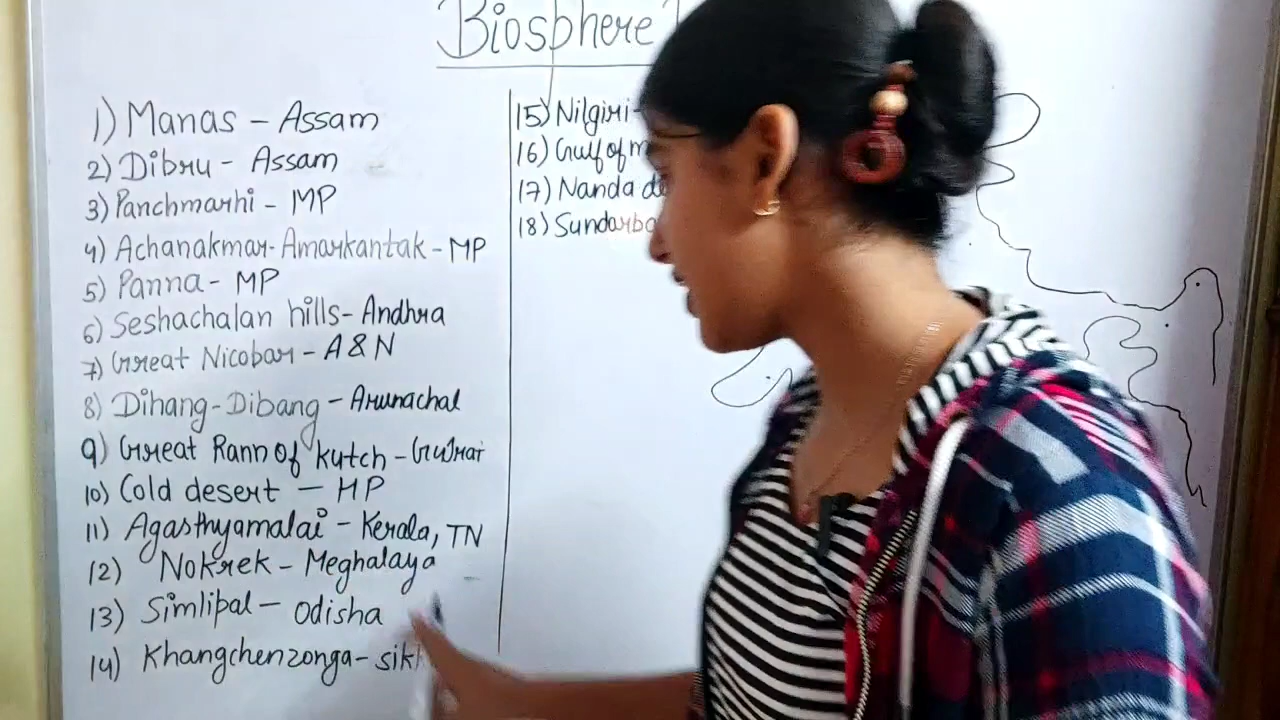 Biosphere
1) Manas - Assam
2) Dibru - Assam
3) Panchmarhi - MP
4) Achanakmar-Amarkantak - MP
5) Panna - MP
6) Seshachalan hills - Andhra
7) Great Nicobar - A & N
8) Dihang-Dibang - Arunachal
9) Great Rann Of kutch - Gujrat
10) Cold desert - HP
11) Agasthyamalai - Kerala, TN
12) Nokrek - Meghalaya
13) Simlipal - Odisha
14) Khangchenzonga -
15) Nilgiri -
16) Gulf of
17) Nanda
18)